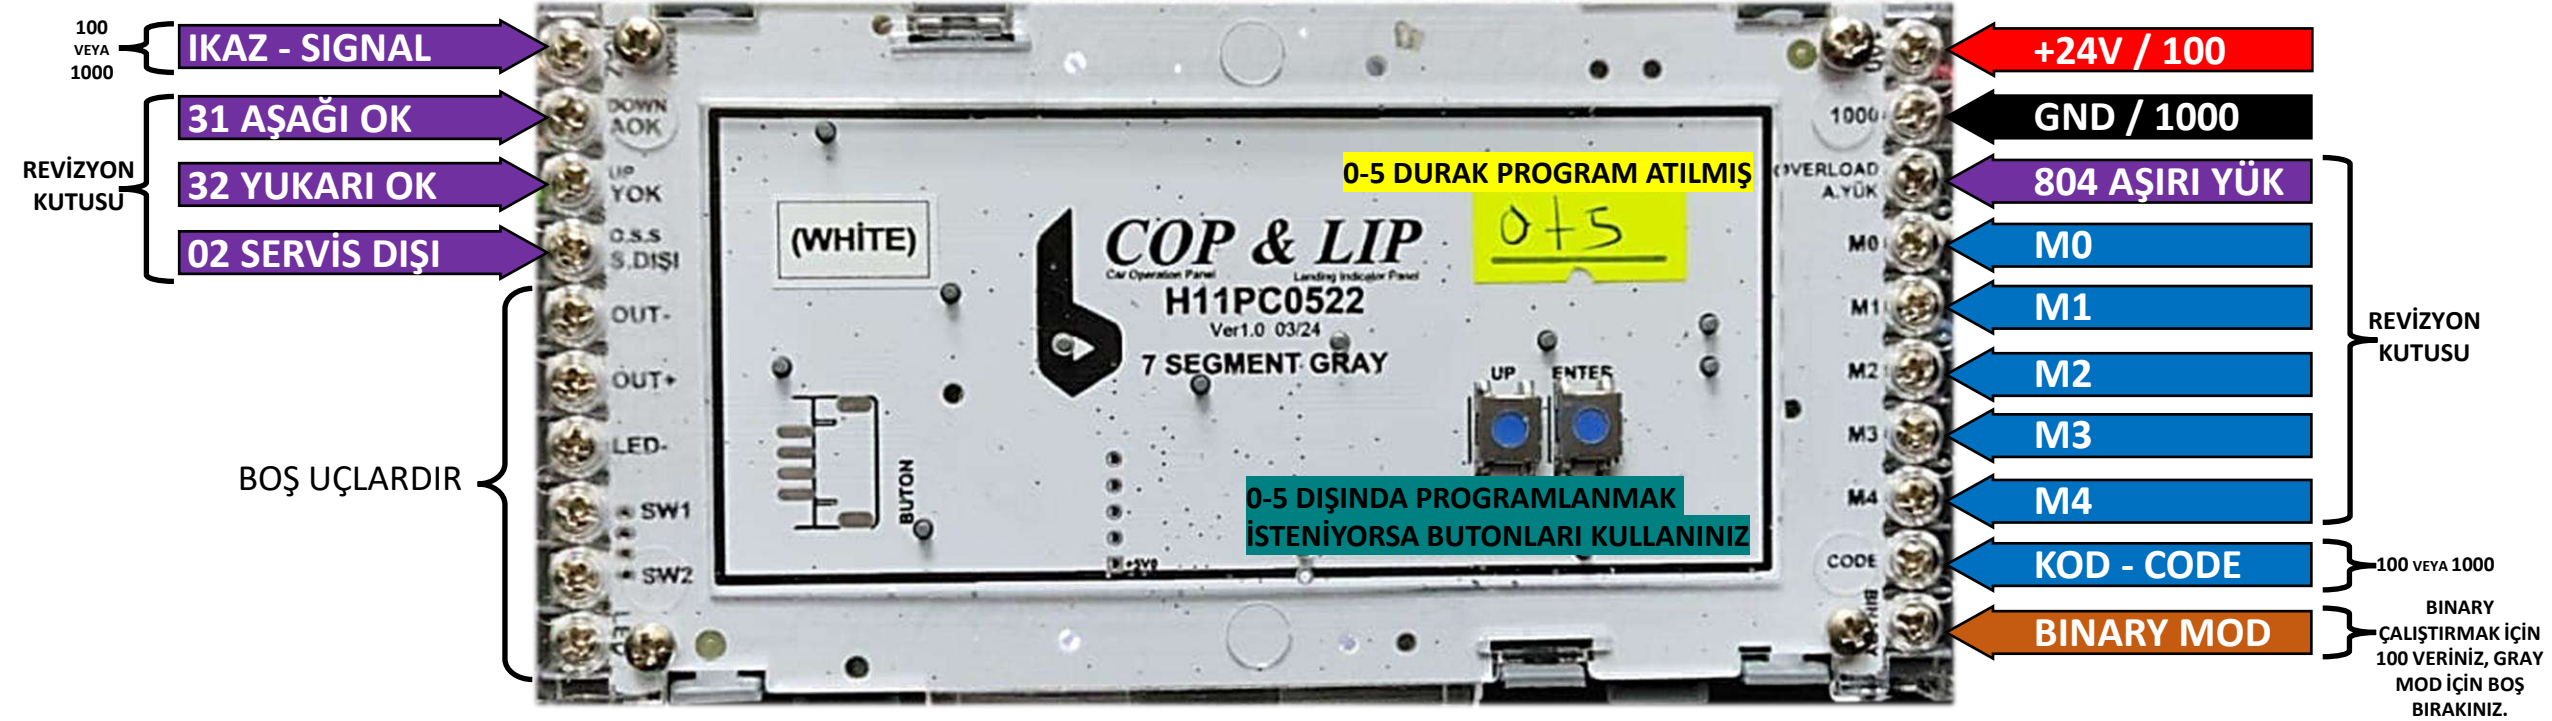 100
VEYA
1000
IKAZ - SIGNAL
31 AŞAĞI OK
32 YUKARI OK
02 SERVİS DIŞI
REVİZYON
KUTUSU
BOŞ UÇLARDIR
DOWN
AOK
UP
YOK
O.S.S
S.DIŞI
OUT-
OUT+
LED-
SW1
SW2
(WHİTE)
BUTON
+5V0
COP & LIP
Car Operation Panel Landing Indicator Panel
H11PC0522
Ver1.0 03/24
7 SEGMENT GRAY
0-5 DURAK PROGRAM ATILMIŞ
0+5
UP ENTER
0-5 DIŞINDA PROGRAMLANMAK
İSTENİYORSA BUTONLARI KULLANINIZ
1000
OVERLOAD
A.YÜK
M0
M1
M2
M3
M4
CODE
BINARY
+24V / 100
GND / 1000
804 AŞIRI YÜK
M0
M1
M2
M3
M4
KOD - CODE
BINARY MOD
REVİZYON
KUTUSU
100 VEYA 1000
BINARY
ÇALIŞTIRMAK İÇİN
100 VERİNİZ, GRAY
MOD İÇİN BOŞ
BIRAKINIZ.